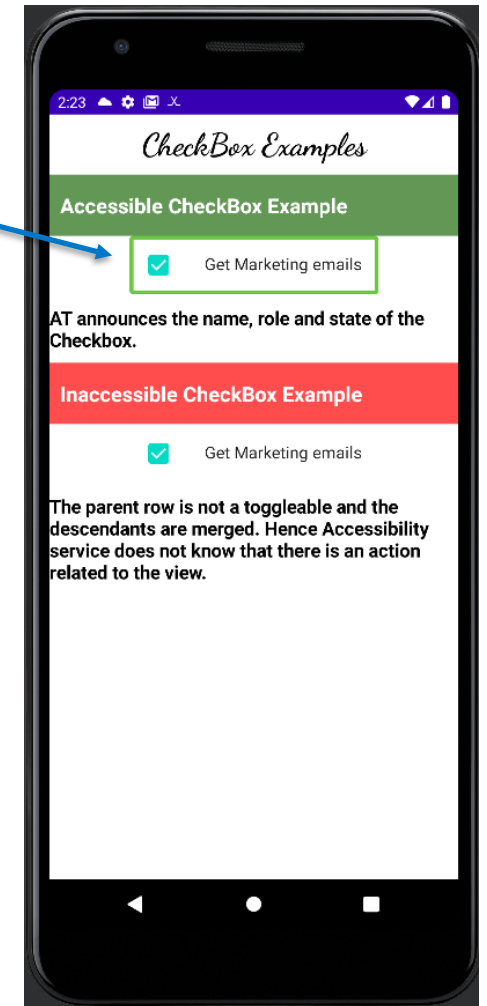 2:23
CheckBox Examples
Accessible CheckBox Example
Get Marketing emails
AT announces the name, role and state of the
Checkbox.
Inaccessible CheckBox Example
Get Marketing emails
The parent row is not a toggleable and the
descendants are merged. Hence Accessibility
service does not know that there is an action
related to the view.